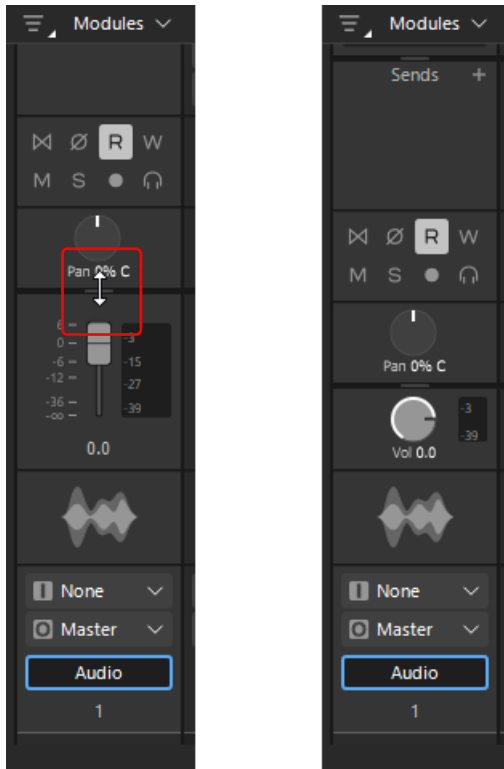 Modules
R W
M S
Pan 0% C
6
0
-3
-6
-15
-12
-27
-36
-39
-∞
0.0
None
Master
Audio
1
Modules
Sends +
R W
M S
Pan 0% C
-3
-39
Vol 0.0
None
Master
Audio
1